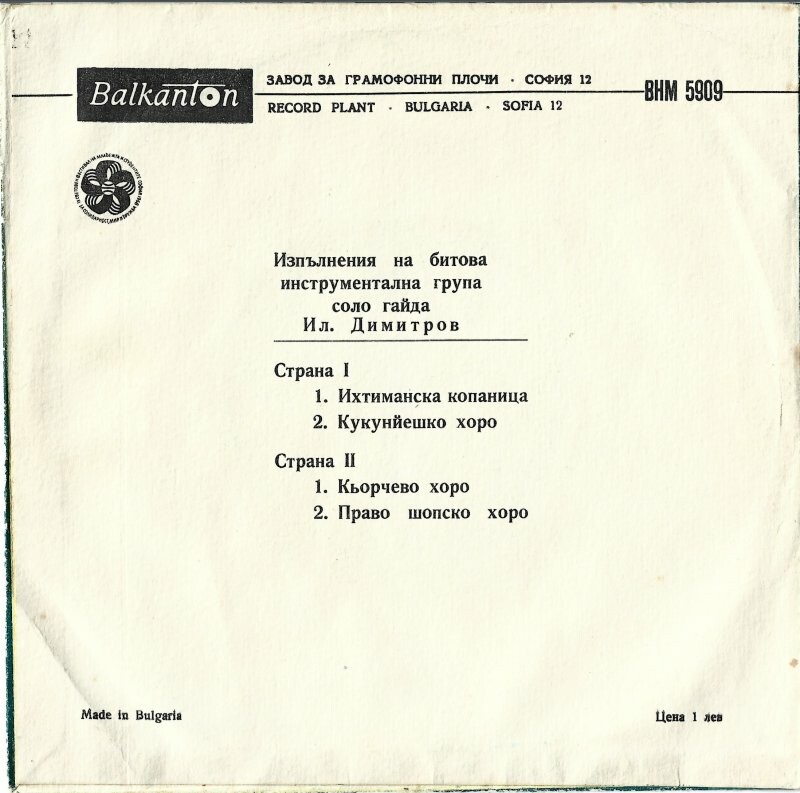 Balkanton
ЗАВОД ЗА ГРАМОФОННИ ПЛОЧИ · СОФИЯ 12
RECORD PLANT · BULGARIA · SOFIA 12
ВНМ 5909
Изпълнения на битова
инструментална група
соло гайда
Ил. Димитров
Страна I
1. Ихтиманска копаница
2. Кукунйешко хоро
Страна II
1. Кьорчево хоро
2. Право шопско хоро
Made in Bulgaria
Цена 1 лев